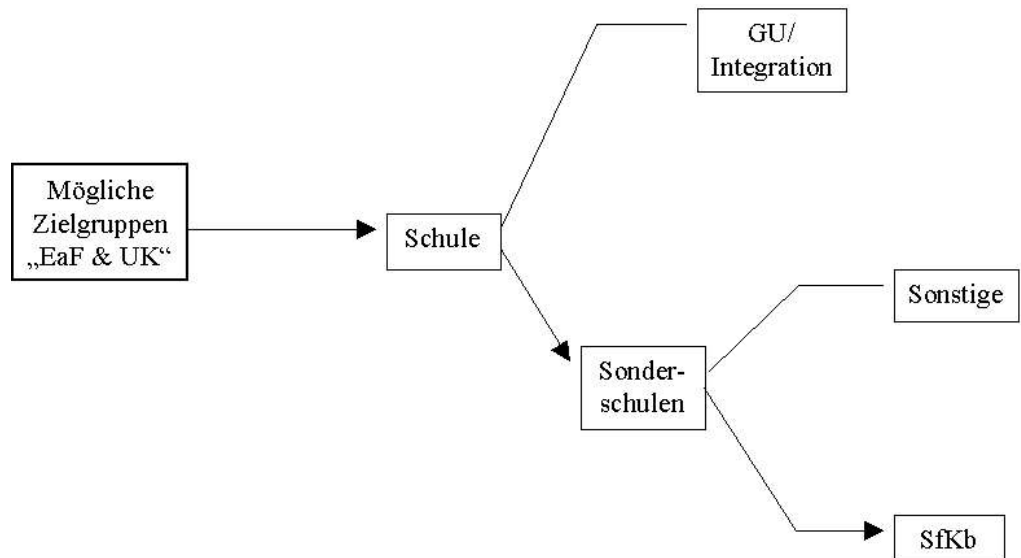 GU/
Integration
Mögliche
Zielgruppen
„EaF & UK“
Schule
Sonstige
Sonder-
schulen
SfKb